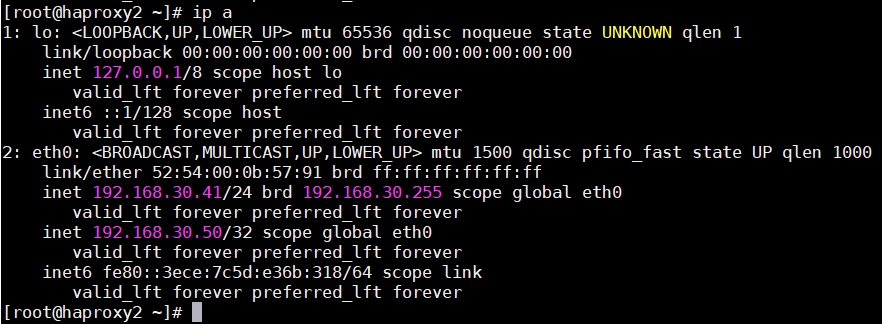 [root@haproxy2 ~]# ip a
1: lo: <LOOPBACK,UP,LOWER_UP> mtu 65536 qdisc noqueue state UNKNOWN qlen 1
    link/loopback 00:00:00:00:00:00 brd 00:00:00:00:00:00
    inet 127.0.0.1/8 scope host lo
       valid_lft forever preferred_lft forever
    inet6 ::1/128 scope host
       valid_lft forever preferred_lft forever
2: eth0: <BROADCAST,MULTICAST,UP,LOWER_UP> mtu 1500 qdisc pfifo_fast state UP qlen 1000
    link/ether 52:54:00:0b:57:91 brd ff:ff:ff:ff:ff:ff
    inet 192.168.30.41/24 brd 192.168.30.255 scope global eth0
       valid_lft forever preferred_lft forever
    inet 192.168.30.50/32 scope global eth0
       valid_lft forever preferred_lft forever
    inet6 fe80::3ece:7c5d:e36b:318/64 scope link
       valid_lft forever preferred_lft forever
[root@haproxy2 ~]#